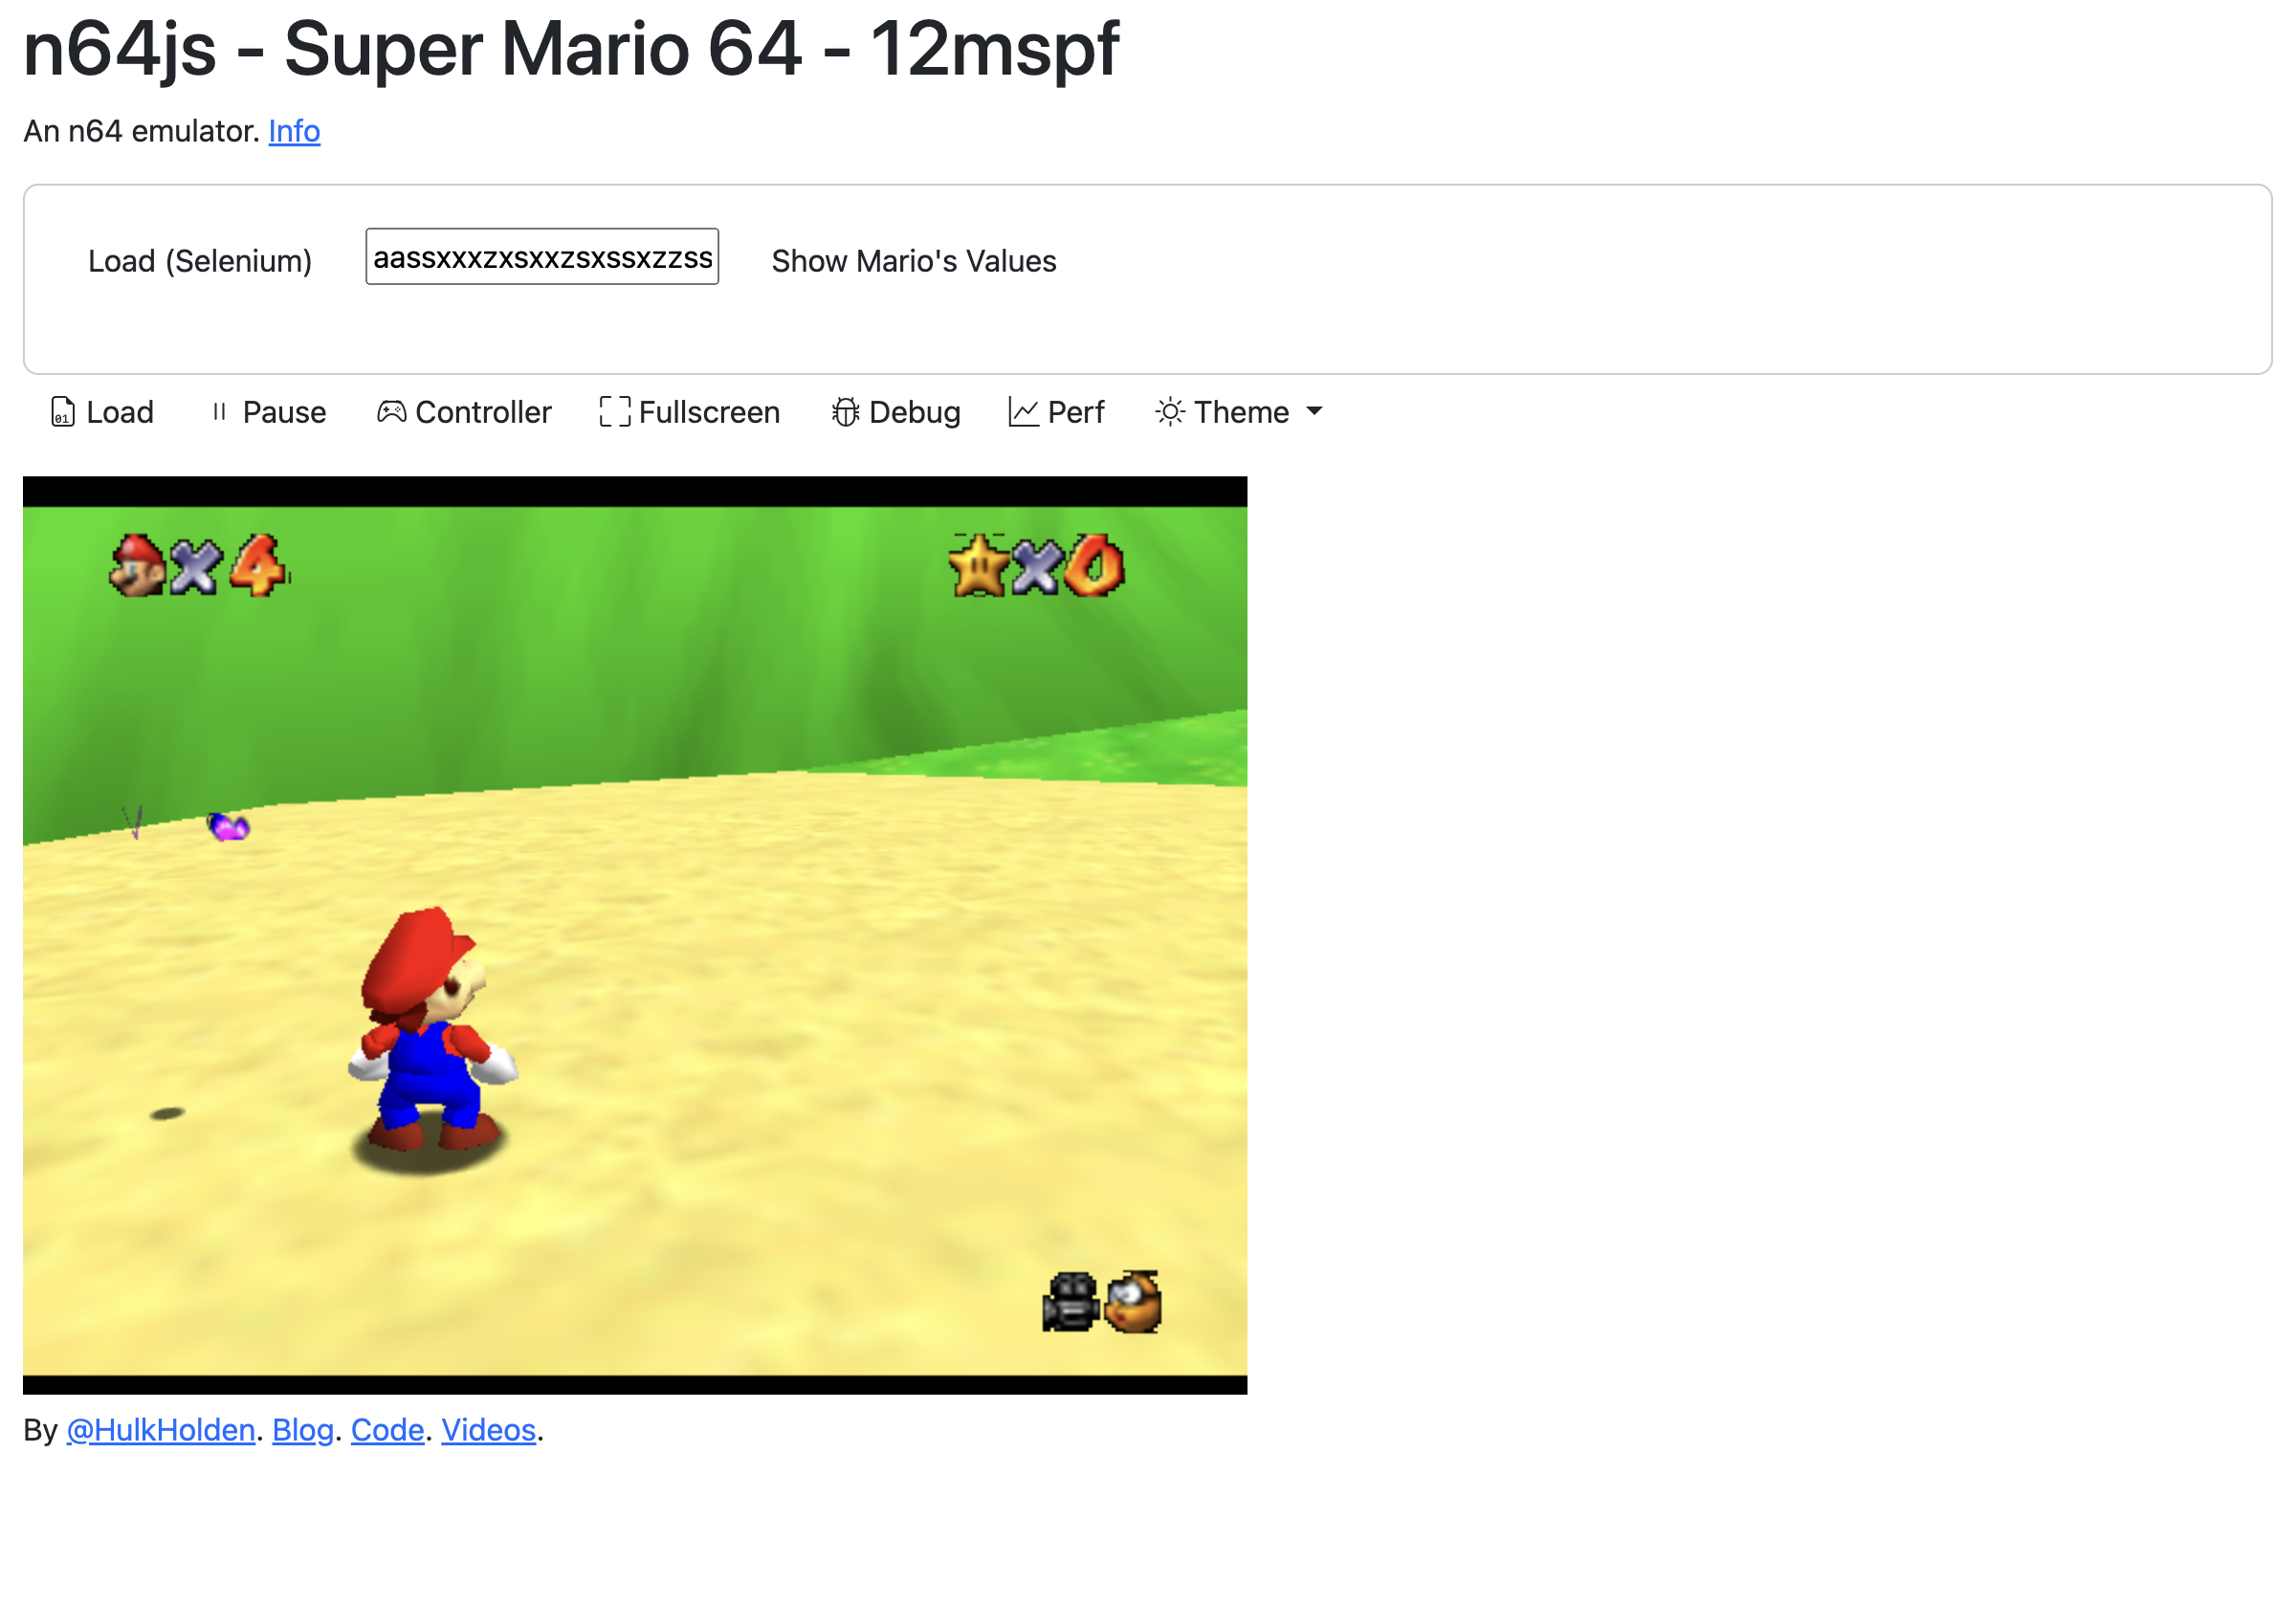 n64js - Super Mario 64 - 12mspf
An n64 emulator. Info
Load (Selenium) aassxxxzxsxxzsxssxzzss Show Mario's Values
Load Pause Controller Fullscreen Debug Perf Theme
×4 ×0
By @HulkHolden. Blog. Code. Videos.